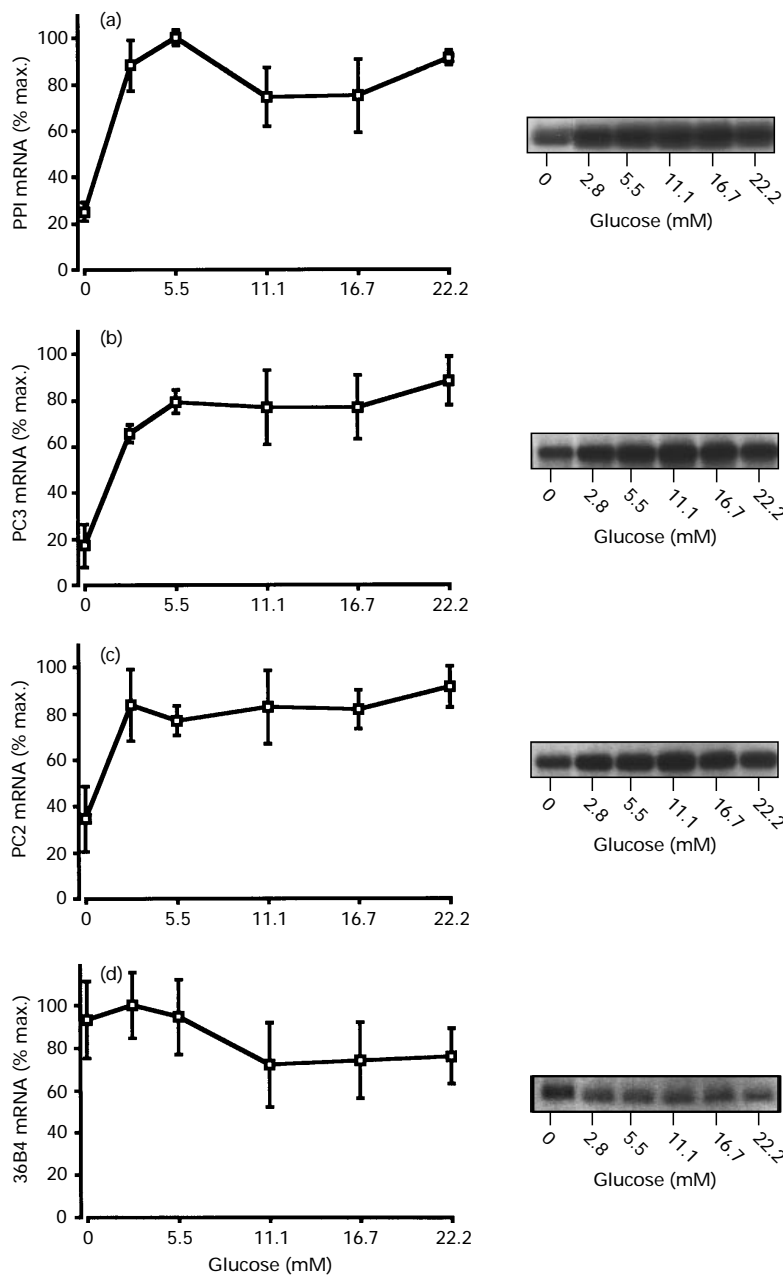 (a)
PPI mRNA (% max.)
100
80
60
40
20
0
0 5.5 11.1 16.7 22.2
0 2.8 5.5 11.1 16.7 22.2
Glucose (mM)
(b)
PC3 mRNA (% max.)
100
80
60
40
20
0
0 5.5 11.1 16.7 22.2
0 2.8 5.5 11.1 16.7 22.2
Glucose (mM)
(c)
PC2 mRNA (% max.)
100
80
60
40
20
0
0 5.5 11.1 16.7 22.2
0 2.8 5.5 11.1 16.7 22.2
Glucose (mM)
(d)
36B4 mRNA (% max.)
100
80
60
40
20
0
0 5.5 11.1 16.7 22.2
Glucose (mM)
0 2.8 5.5 11.1 16.7 22.2
Glucose (mM)